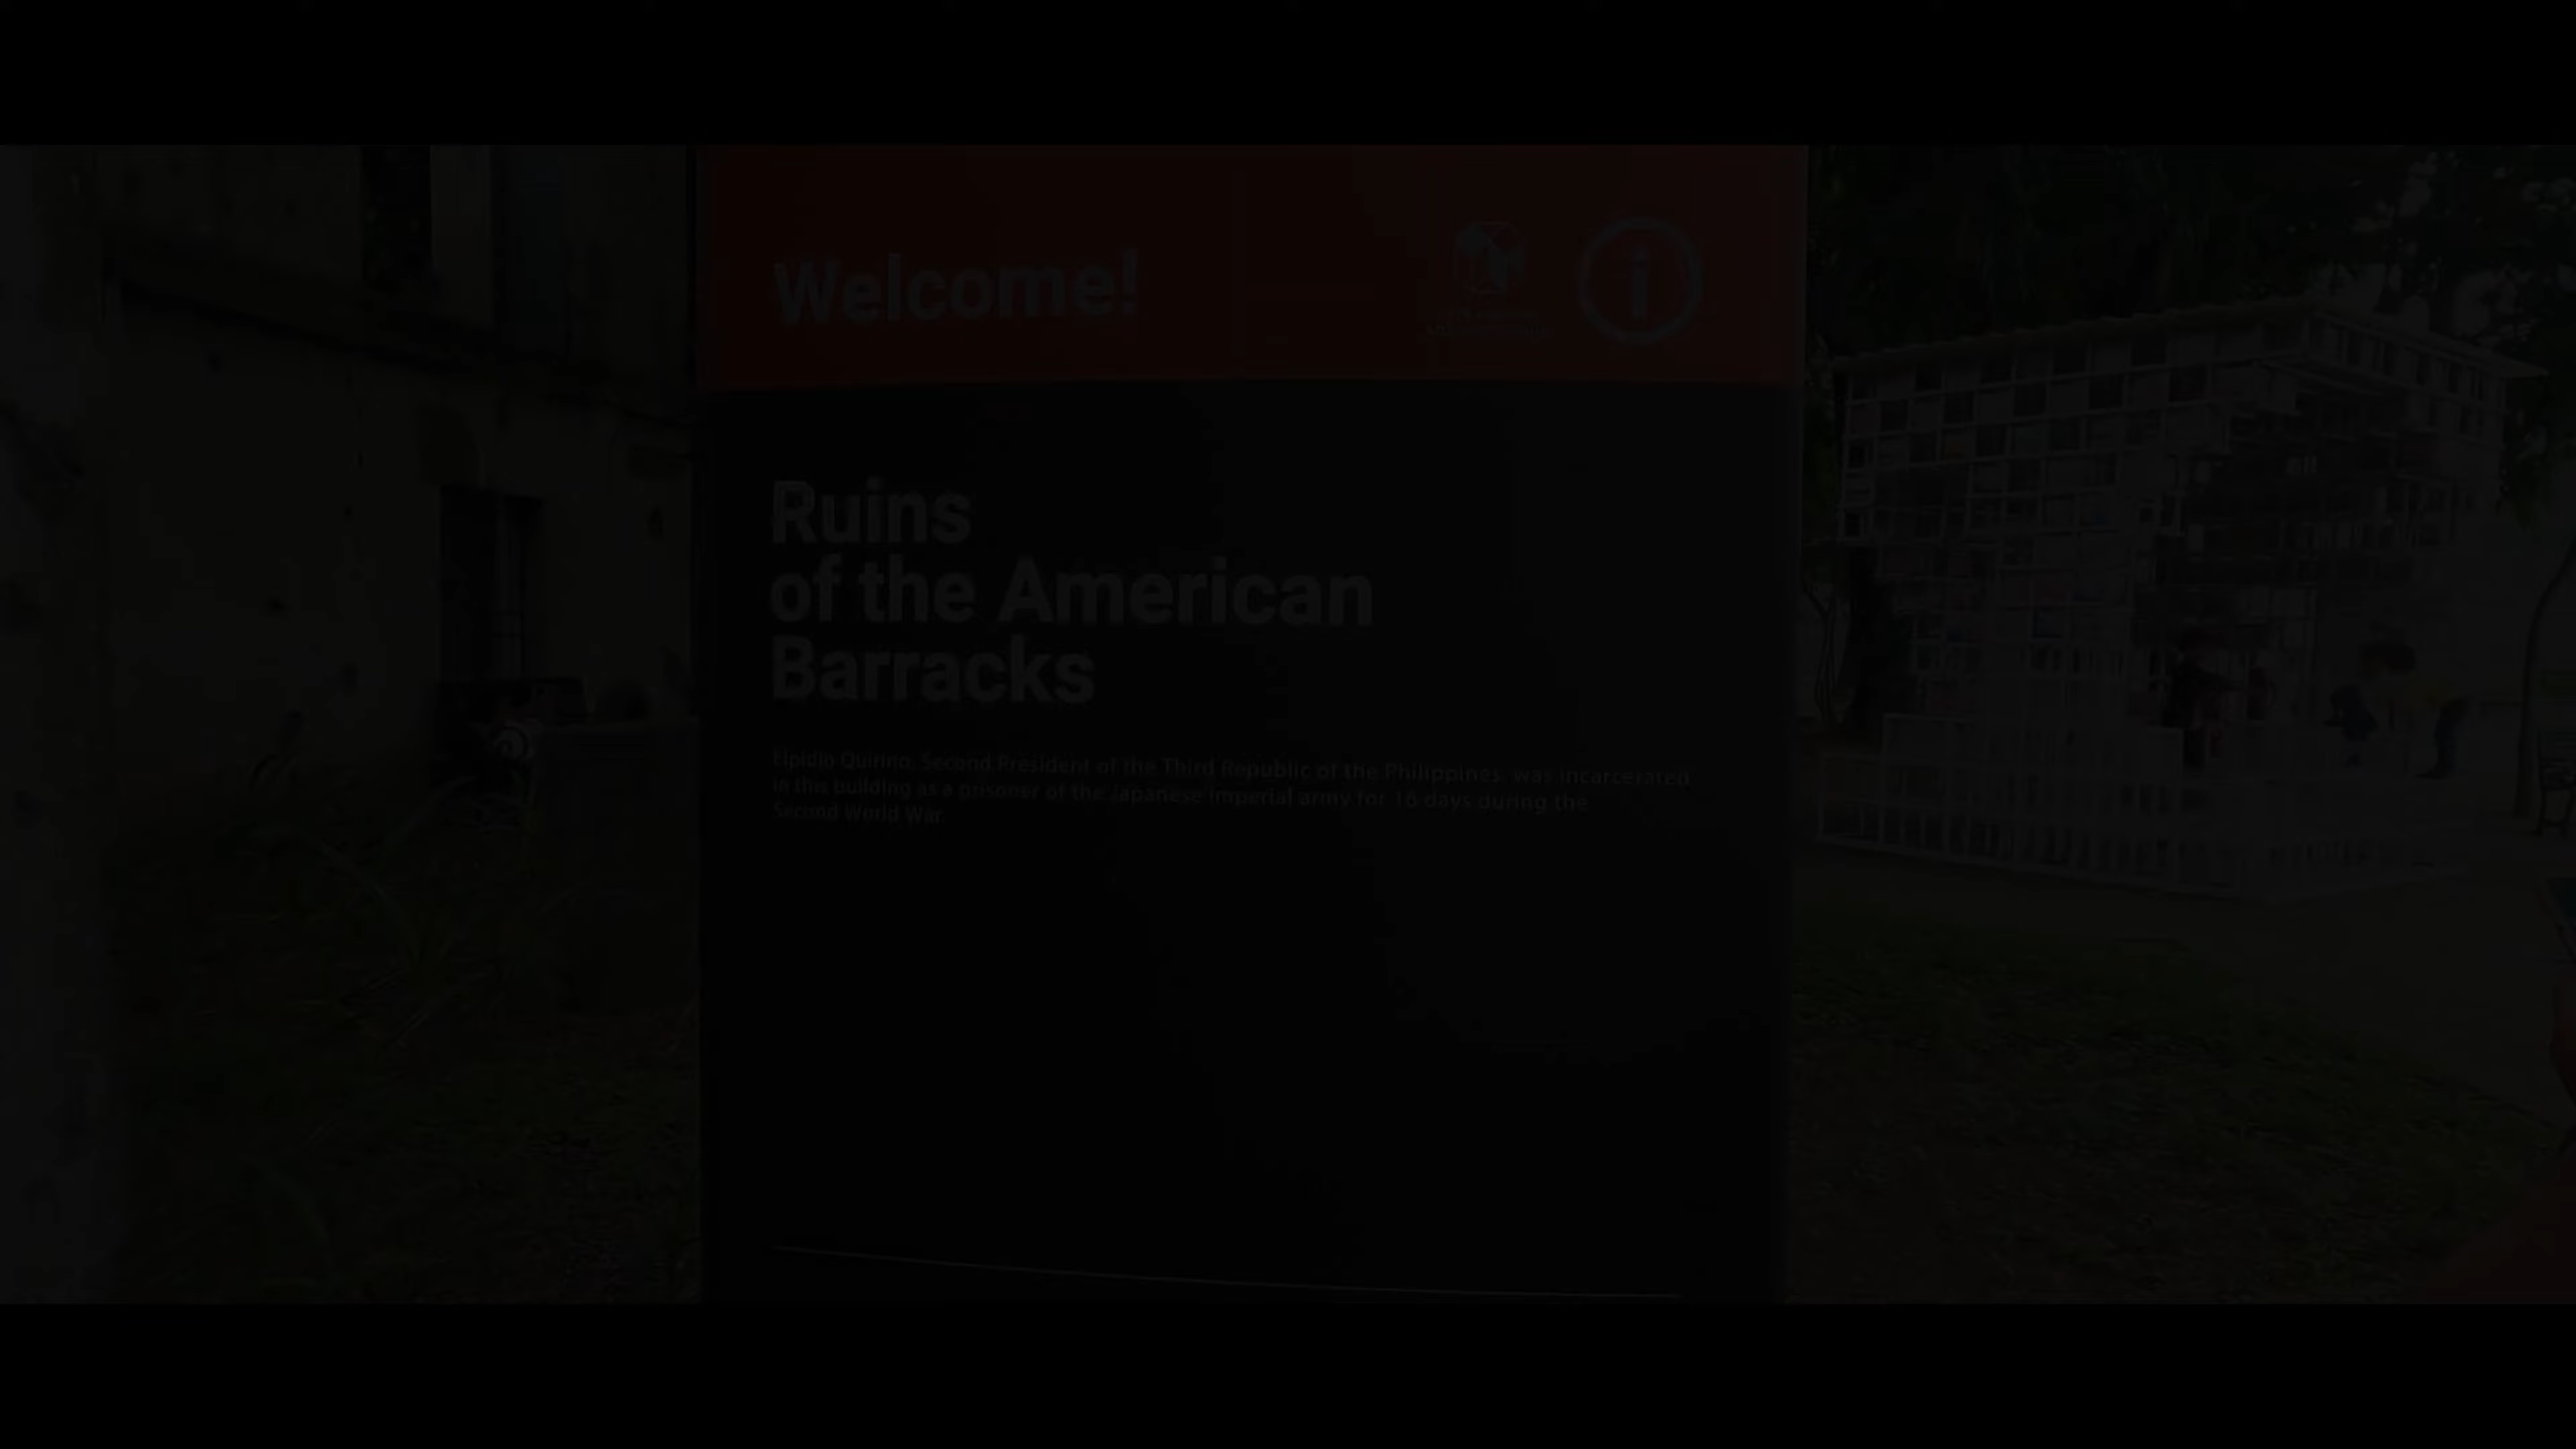 Welcome!
Ruins
of the American
Barracks
Elpidio Quirino, Second President of the Third Republic of the Philippines, was incarcerated
in this building as a prisoner of the Japanese Imperial army for 16 days during the
Second World War.